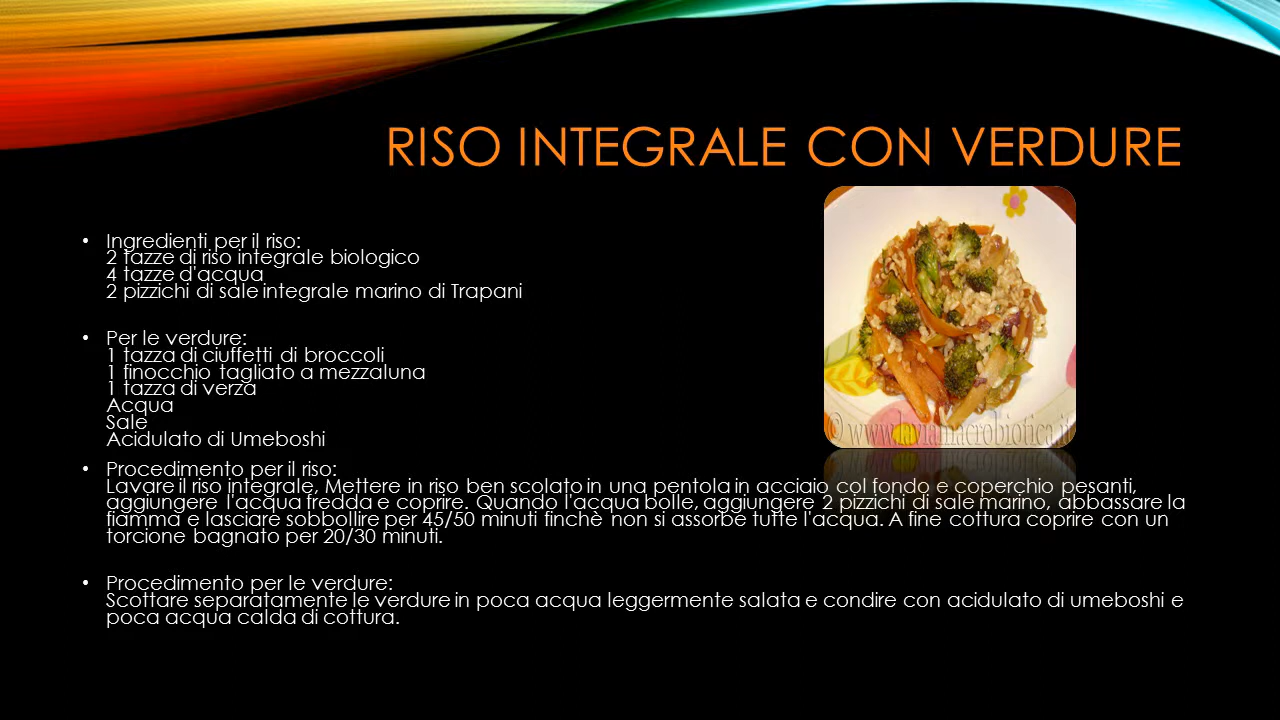 RISO INTEGRALE CON VERDURE
• Ingredienti per il riso:
2 tazze di riso integrale biologico
4 tazze d'acqua
2 pizzichi di sale integrale marino di Trapani
• Per le verdure:
1 tazza di ciuffetti di broccoli
1 finocchio tagliato a mezzaluna
1 tazza di verza
Acqua
Sale
Acidulato di Umeboshi
© www.laviamacrobiotica.it
• Procedimento per il riso:
Lavare il riso integrale, Mettere in riso ben scolato in una pentola in acciaio col fondo e coperchio pesanti,
aggiungere l'acqua fredda e coprire. Quando l'acqua bolle, aggiungere 2 pizzichi di sale marino, abbassare la
fiamma e lasciare sobbollire per 45/50 minuti finchè non si assorbe tutte l'acqua. A fine cottura coprire con un
torcione bagnato per 20/30 minuti.
• Procedimento per le verdure:
Scottare separatamente le verdure in poca acqua leggermente salata e condire con acidulato di umeboshi e
poca acqua calda di cottura.